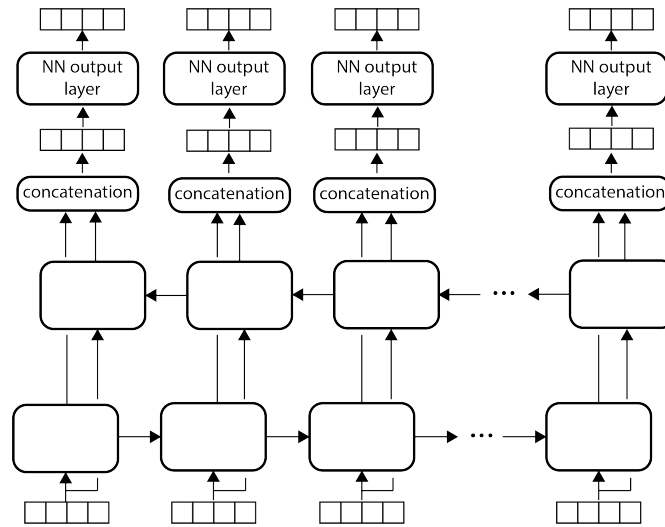 NN output
layer
NN output
layer
NN output
layer
NN output
layer
concatenation
concatenation
concatenation
concatenation
...
...